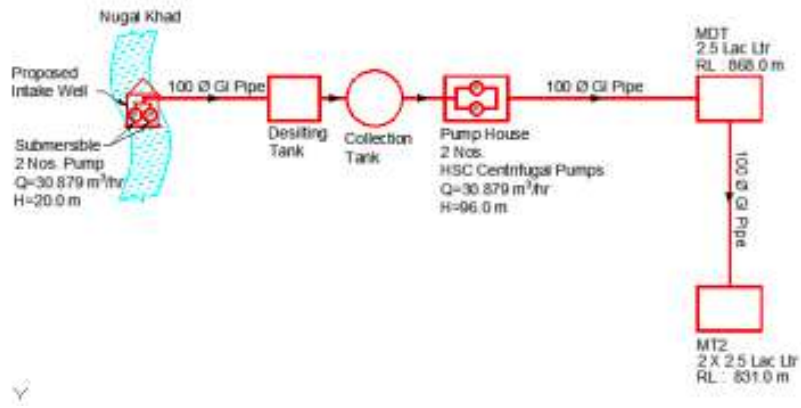 Nugal Khad
Proposed
Intake Well
Submersible
2 Nos. Pump
Q=30.879 m³/hr
H=20.0 m
100 Ø GI Pipe
Desilting
Tank
Collection
Tank
Pump House
2 Nos.
HSC Centrifugal Pumps
Q=30.879 m³/hr
H=96.0 m
100 Ø GI Pipe
MDT
2.5 Lac Ltr
RL : 868.0 m
100 Ø GI Pipe
MT2
2 X 2.5 Lac Ltr
RL : 831.0 m
Y